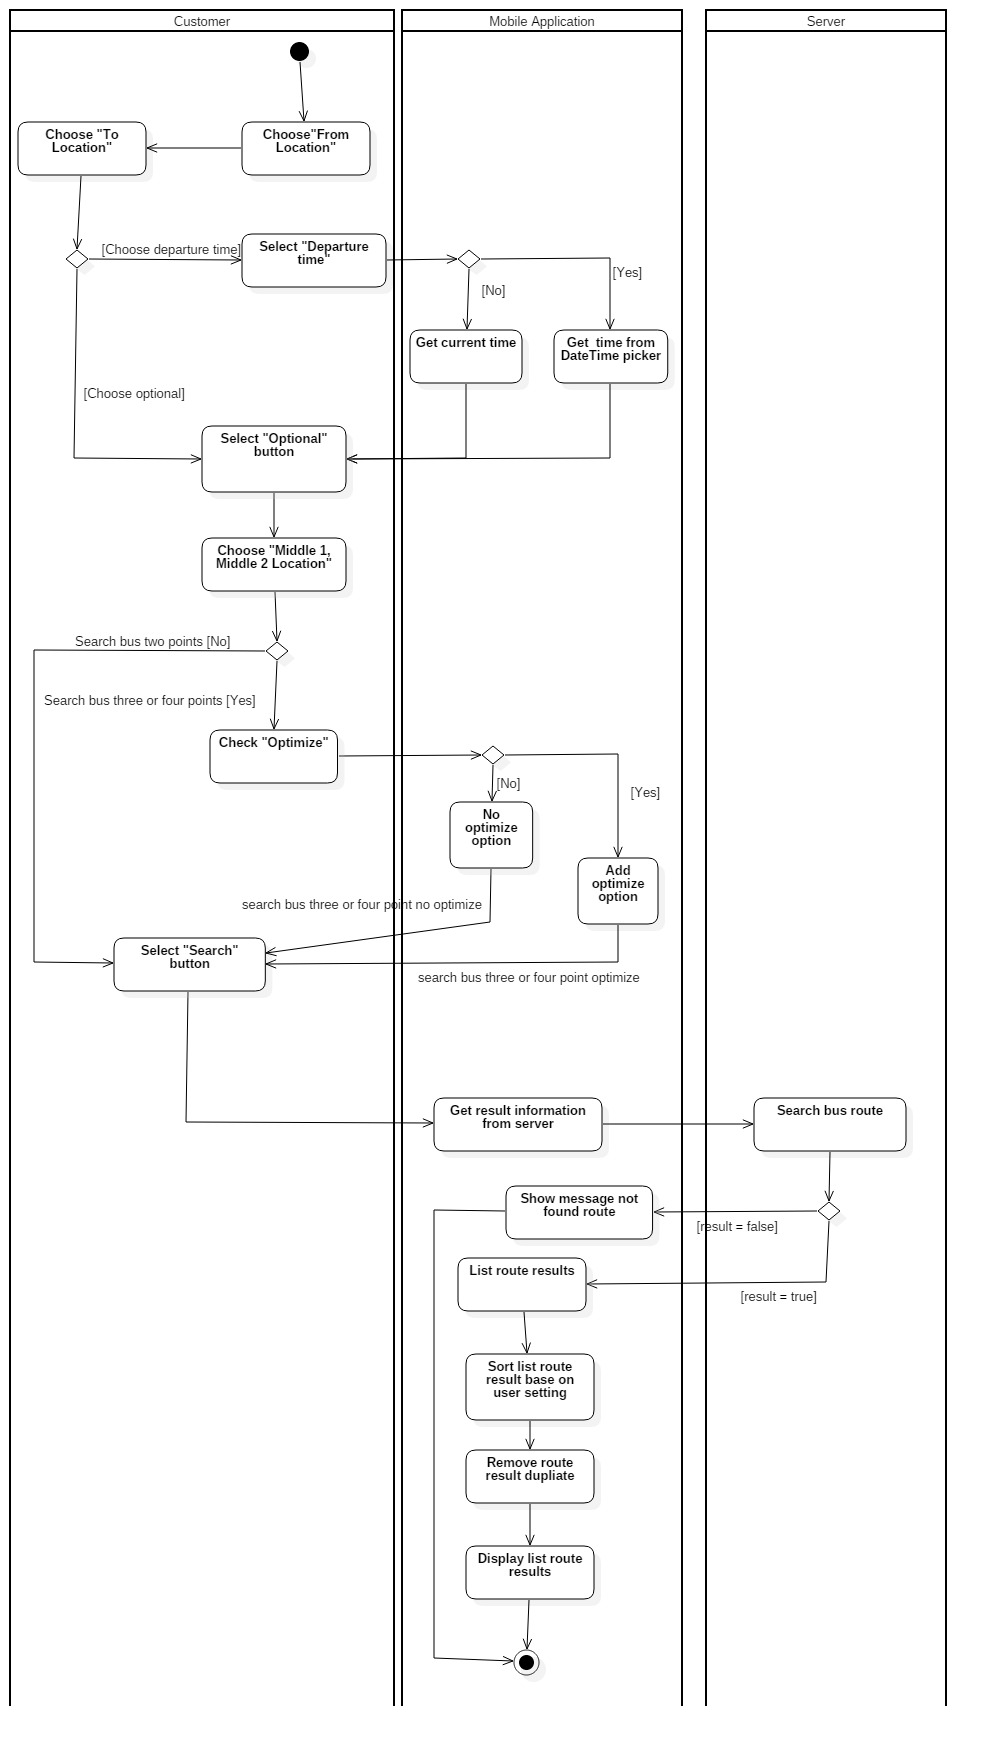 Customer
Mobile Application
Server
Choose "To
Location"
Choose"From
Location"
[Choose departure time]
Select "Departure
time"
[No]
[Yes]
Get current time
Get  time from
DateTime picker
[Choose optional]
Select "Optional"
button
Choose "Middle 1,
Middle 2 Location"
Search bus two points [No]
Search bus three or four points [Yes]
Check "Optimize"
[No]
[Yes]
No
optimize
option
Add
optimize
option
search bus three or four point no optimize
Select "Search"
button
search bus three or four point optimize
Get result information
from server
Search bus route
Show message not
found route
[result = false]
List route results
[result = true]
Sort list route
result base on
user setting
Remove route
result dupliate
Display list route
results